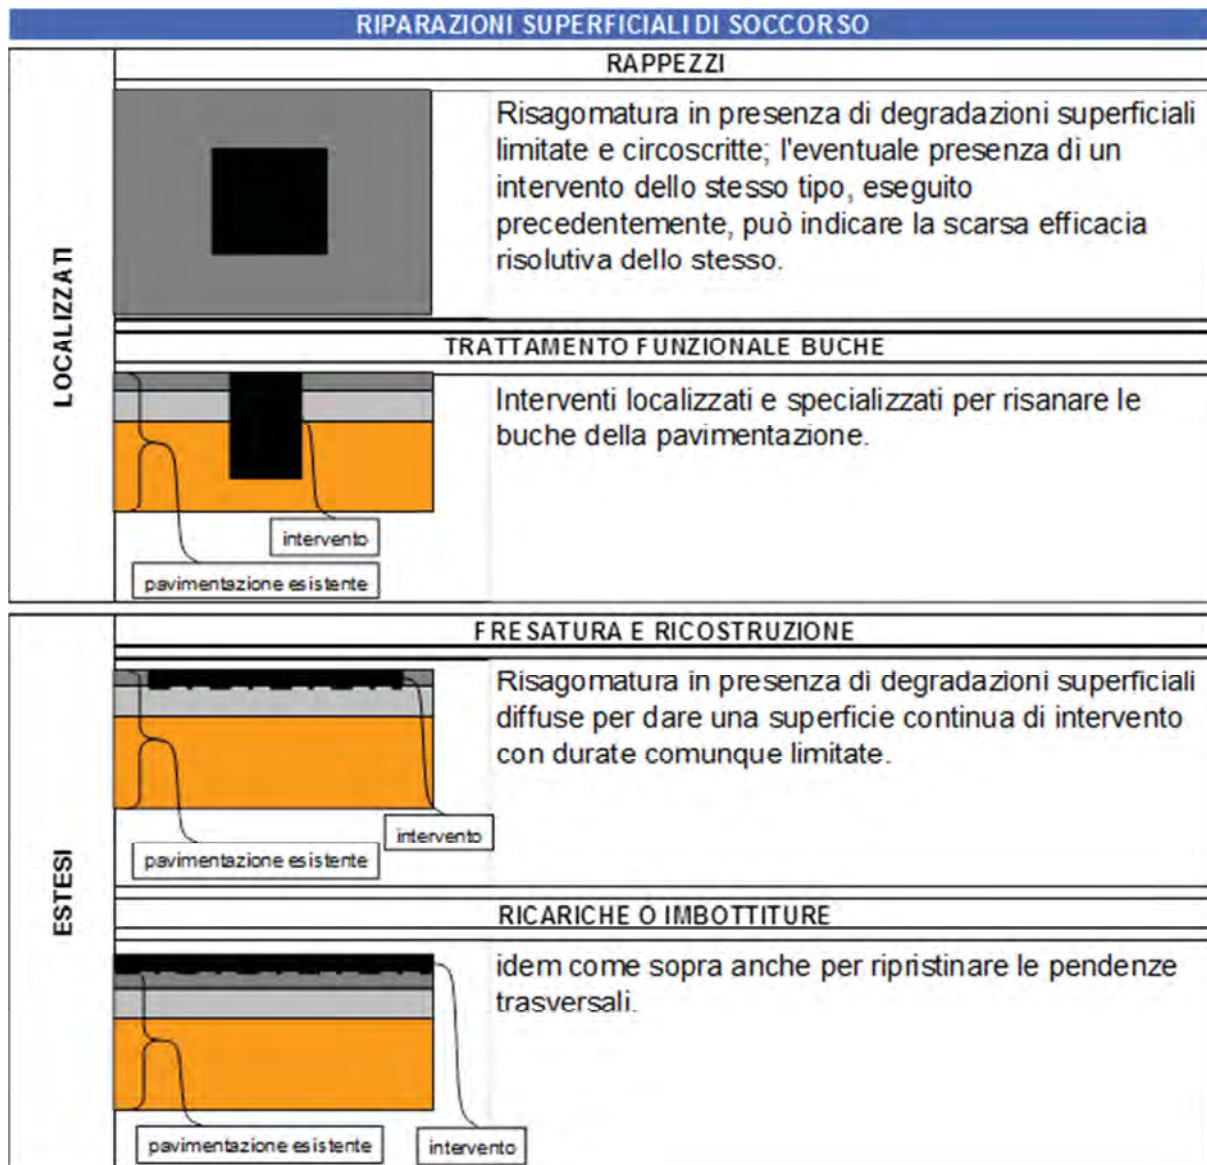 RIPARAZIONI SUPERFICIALI DI SOCCORSO
LOCALIZZATI
RAPPEZZI
Risagomatura in presenza di degradazioni superficiali
limitate e circoscritte; l'eventuale presenza di un
intervento dello stesso tipo, eseguito
precedentemente, può indicare la scarsa efficacia
risolutiva dello stesso.
TRATTAMENTO FUNZIONALE BUCHE
Interventi localizzati e specializzati per risanare le
buche della pavimentazione.
intervento
pavimentazione esistente
ESTESI
FRESATURA E RICOSTRUZIONE
Risagomatura in presenza di degradazioni superficiali
diffuse per dare una superficie continua di intervento
con durate comunque limitate.
intervento
pavimentazione esistente
RICARICHE O IMBOTTITURE
idem come sopra anche per ripristinare le pendenze
trasversali.
pavimentazione esistente
intervento